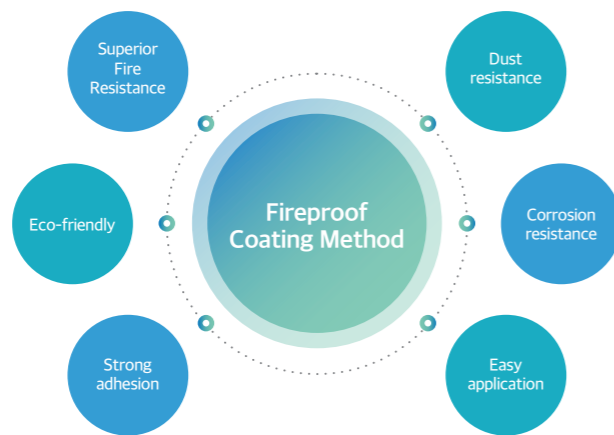 Superior
Fire
Resistance
Dust
resistance
Eco-friendly
Fireproof
Coating Method
Corrosion
resistance
Strong
adhesion
Easy
application